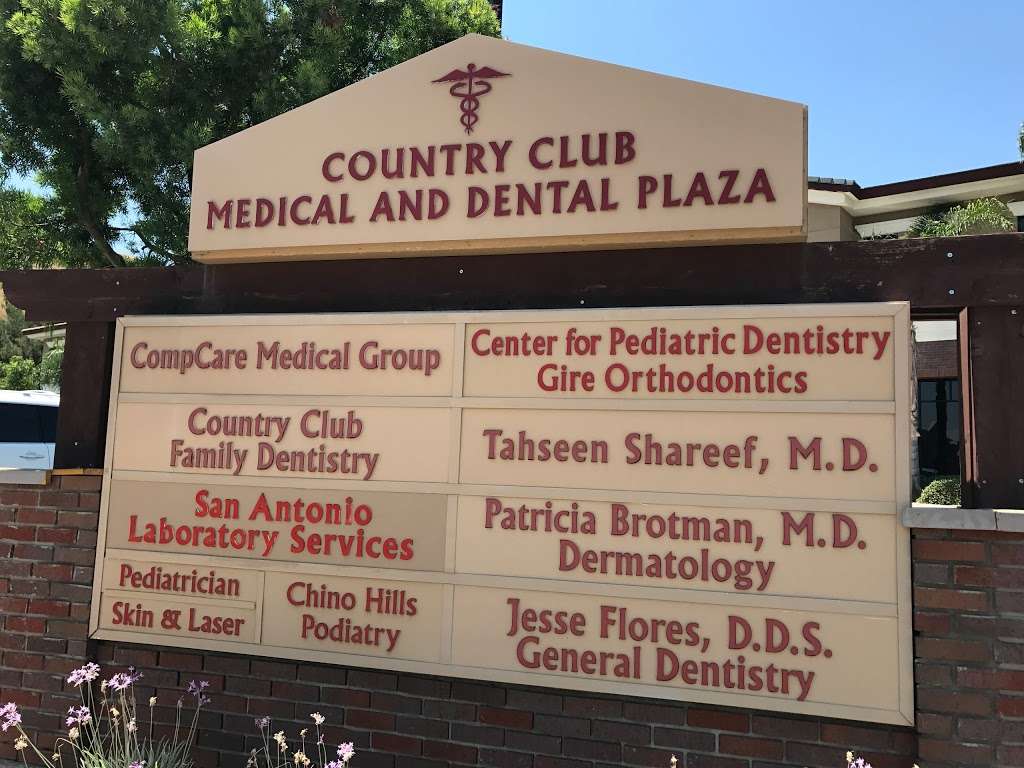 COUNTRY CLUB
MEDICAL AND DENTAL PLAZA
CompCare Medical Group
Country Club
Family Dentistry
San Antonio
Laboratory Services
Pediatrician
Skin & Laser
Chino Hills
Podiatry
Center for Pediatric Dentistry
Gire Orthodontics
Tahseen Shareef, M.D.
Patricia Brotman, M.D.
Dermatology
Jesse Flores, D.D.S.
General Dentistry